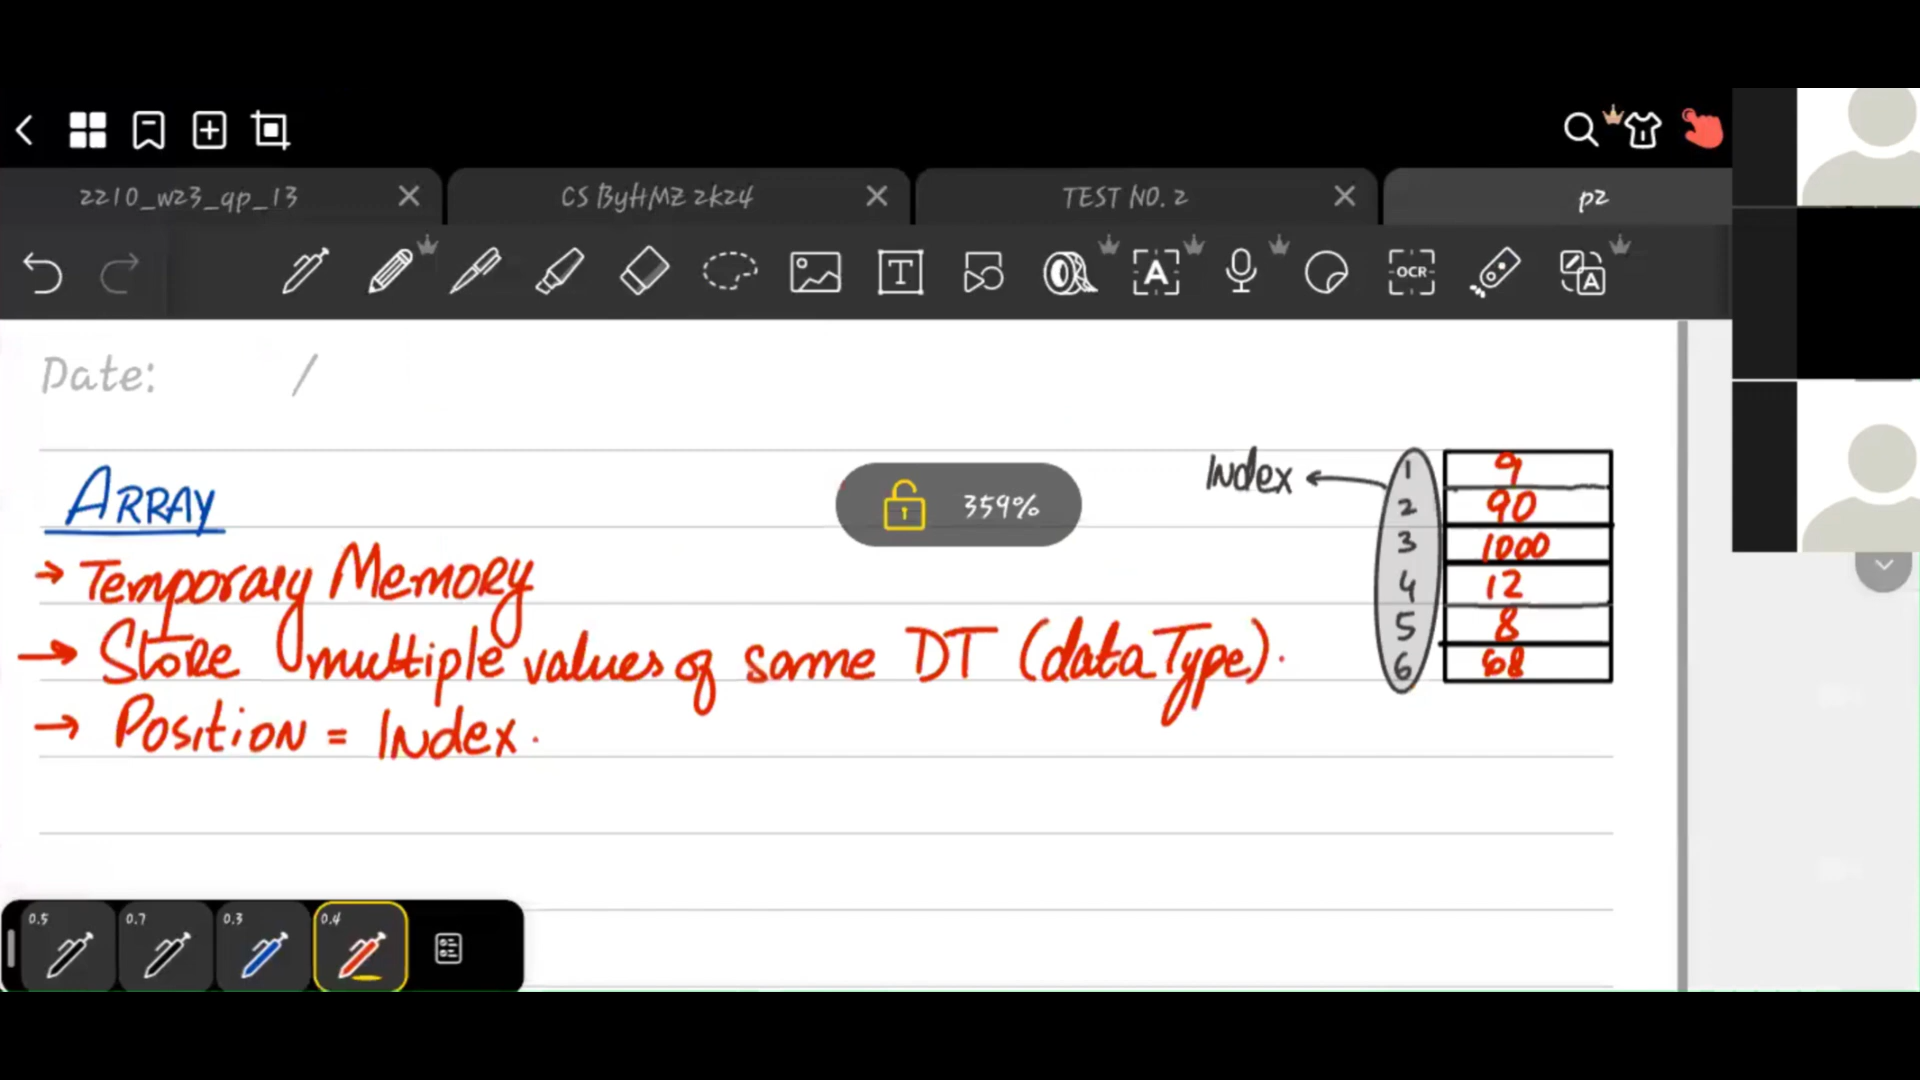 2210_w23_qp_13
CS ByHMZ 2k24
TEST NO. 2
p2
T
A
OCR
A
Date: /
ARRAY
359%
Index
1 9
2 90
3 1000
4 12
5 8
6 68
→ Temporary Memory
→ Store multiple values of same DT (data Type).
→ Position = Index.
0.5
0.7
0.3
0.4